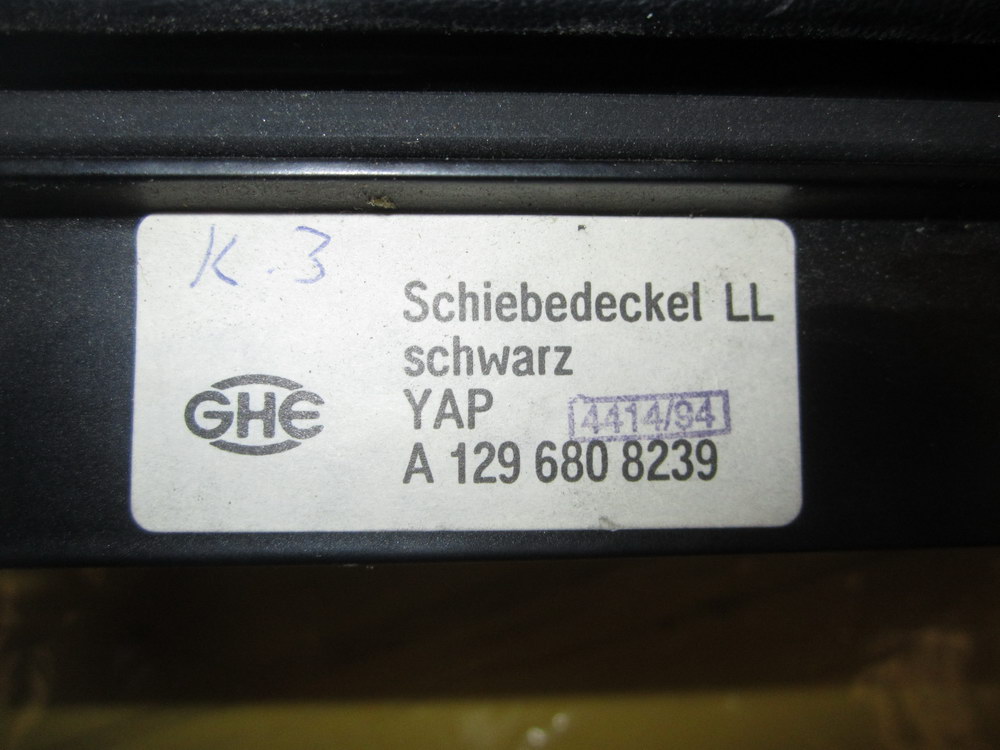 K-3
Schiebedeckel LL
schwarz
GHE
YAP
4414/94
A 129 680 8239